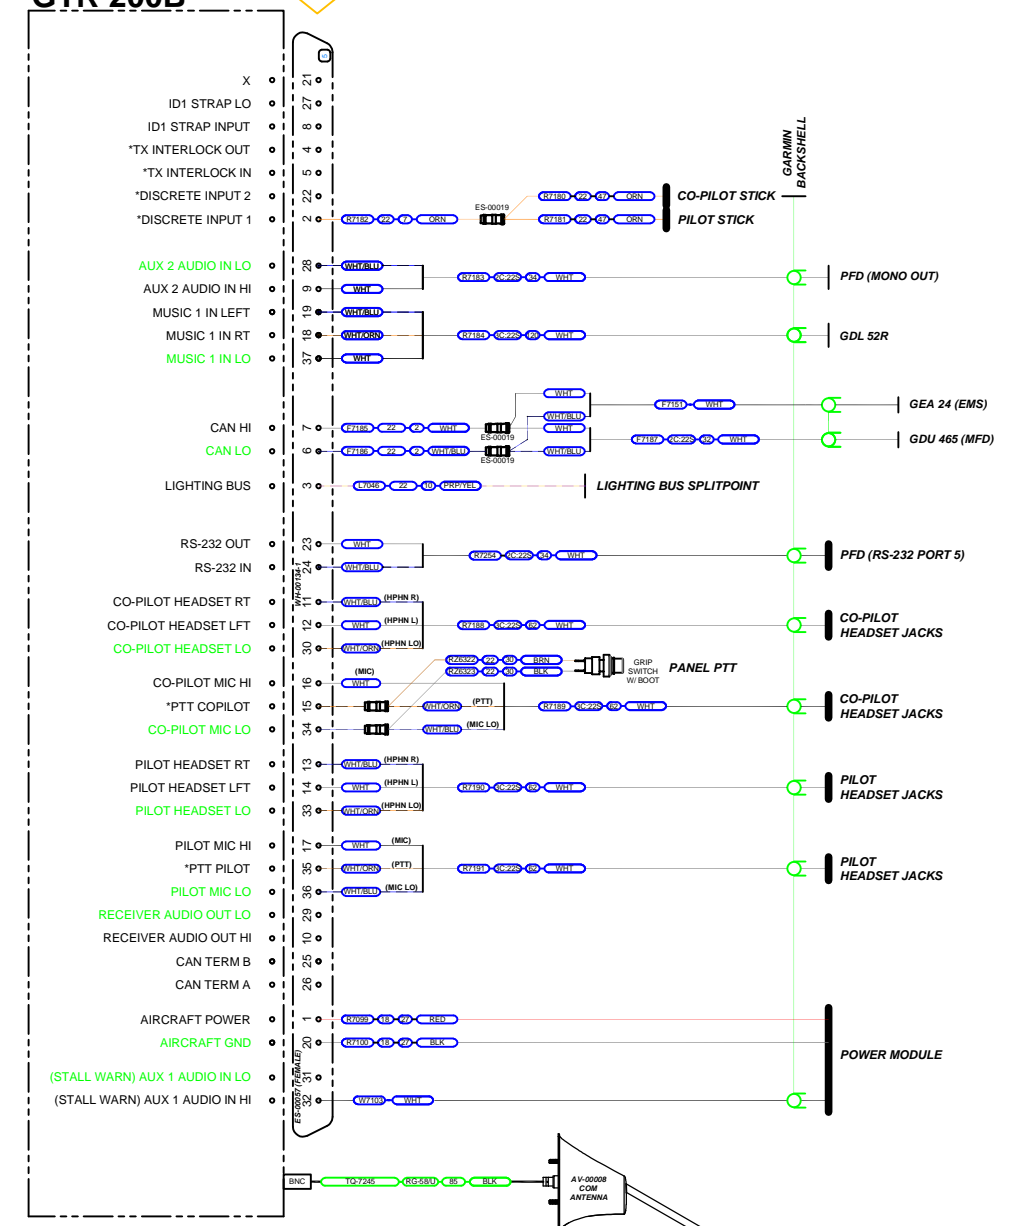 GTR 200B
5
X 21
ID1 STRAP LO 27
ID1 STRAP INPUT 8
*TX INTERLOCK OUT 4
*TX INTERLOCK IN 5
*DISCRETE INPUT 2 22 R7180 22 47 ORN CO-PILOT STICK
GARMIN BACKSHELL
ES-00019
*DISCRETE INPUT 1 2 R7182 22 7 ORN R7181 22 47 ORN PILOT STICK
AUX 2 AUDIO IN LO 28 WHT/BLU
R7183 2C:22S 34 WHT PFD (MONO OUT)
AUX 2 AUDIO IN HI 9 WHT
MUSIC 1 IN LEFT 19 WHT/BLU
MUSIC 1 IN RT 18 WHT/ORN R7184 3C:22S 120 WHT GDL 52R
MUSIC 1 IN LO 37 WHT
WHT
F7151 WHT GEA 24 (EMS)
WHT/BLU
CAN HI 7 F7185 22 2 WHT WHT
ES-00019
F7187 2C:22S 32 WHT GDU 465 (MFD)
CAN LO 6 F7186 22 2 WHT/BLU WHT/BLU
ES-00019
LIGHTING BUS 3 L7046 22 10 PRP/YEL LIGHTING BUS SPLITPOINT
RS-232 OUT 23 WHT
R7254 2C:22S 34 WHT PFD (RS-232 PORT 5)
RS-232 IN 24 WHT/BLU
WH-00134-1
CO-PILOT HEADSET RT 11 WHT/BLU (HPHN R)
CO-PILOT HEADSET LFT 12 WHT (HPHN L) R7188 3C:22S 62 WHT CO-PILOT HEADSET JACKS
CO-PILOT HEADSET LO 30 WHT/ORN (HPHN LO)
RZ6322 22 30 BRN
GRIP SWITCH W/ BOOT PANEL PTT
RZ6323 22 30 BLK
(MIC)
CO-PILOT MIC HI 16 WHT
*PTT COPILOT 15 WHT/ORN (PTT) R7189 3C:22S 62 WHT CO-PILOT HEADSET JACKS
CO-PILOT MIC LO 34 WHT/BLU (MIC LO)
PILOT HEADSET RT 13 WHT/BLU (HPHN R)
PILOT HEADSET LFT 14 WHT (HPHN L) R7190 3C:22S 62 WHT PILOT HEADSET JACKS
PILOT HEADSET LO 33 WHT/ORN (HPHN LO)
PILOT MIC HI 17 WHT (MIC)
*PTT PILOT 35 WHT/ORN (PTT) R7191 3C:22S 62 WHT PILOT HEADSET JACKS
PILOT MIC LO 36 WHT/BLU (MIC LO)
RECEIVER AUDIO OUT LO 29
RECEIVER AUDIO OUT HI 10
CAN TERM B 25
CAN TERM A 26
AIRCRAFT POWER 1 R7099 18 27 RED
AIRCRAFT GND 20 R7100 18 27 BLK
POWER MODULE
(STALL WARN) AUX 1 AUDIO IN LO 31
(STALL WARN) AUX 1 AUDIO IN HI 32 W7103 WHT
ES-00057 (FEMALE)
BNC TQ-7245 RG-58/U 85 BLK
AV-00008
COM
ANTENNA